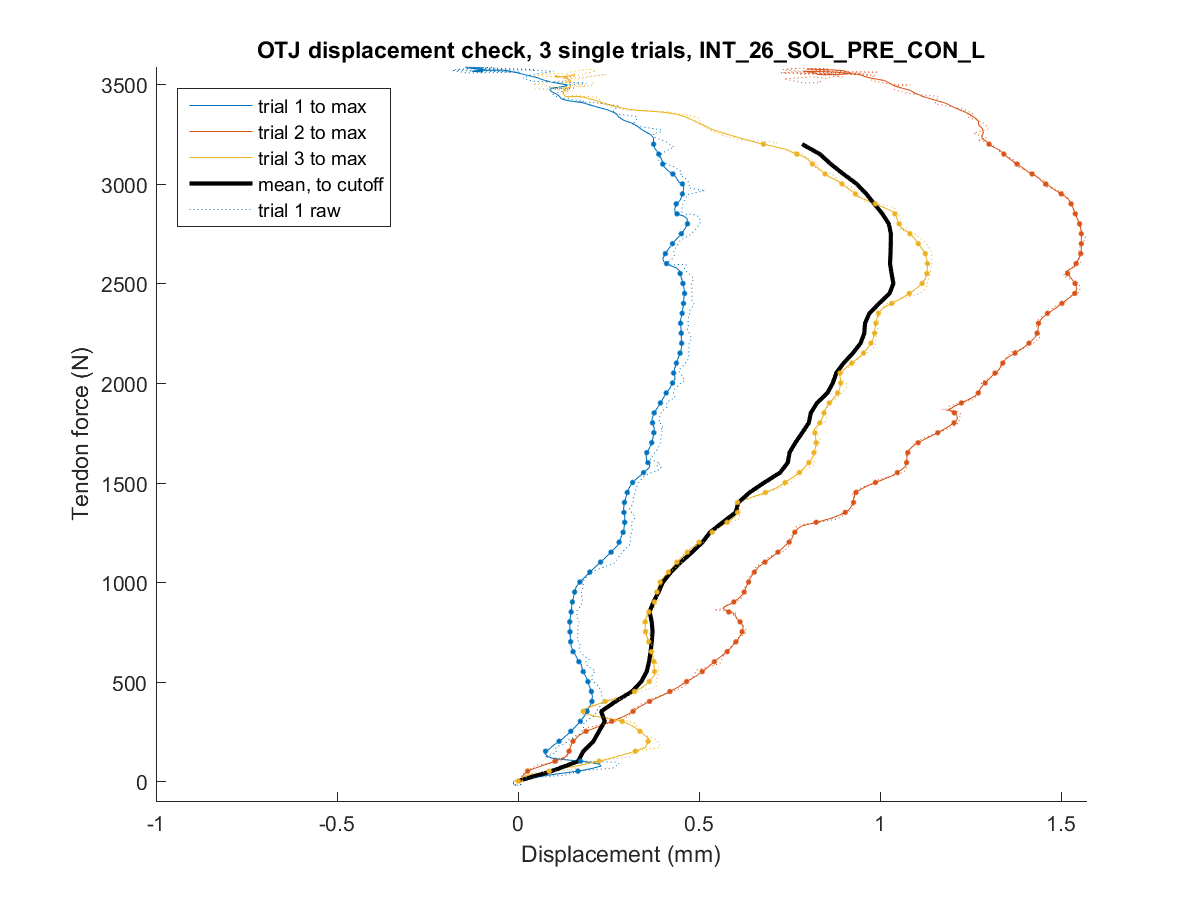 OTJ displacement check, 3 single trials, INT_26_SOL_PRE_CON_L
3500
3000
2500
2000
1500
1000
500
0
Tendon force (N)
trial 1 to max
trial 2 to max
trial 3 to max
mean, to cutoff
trial 1 raw
-1
-0.5
0
0.5
1
1.5
Displacement (mm)